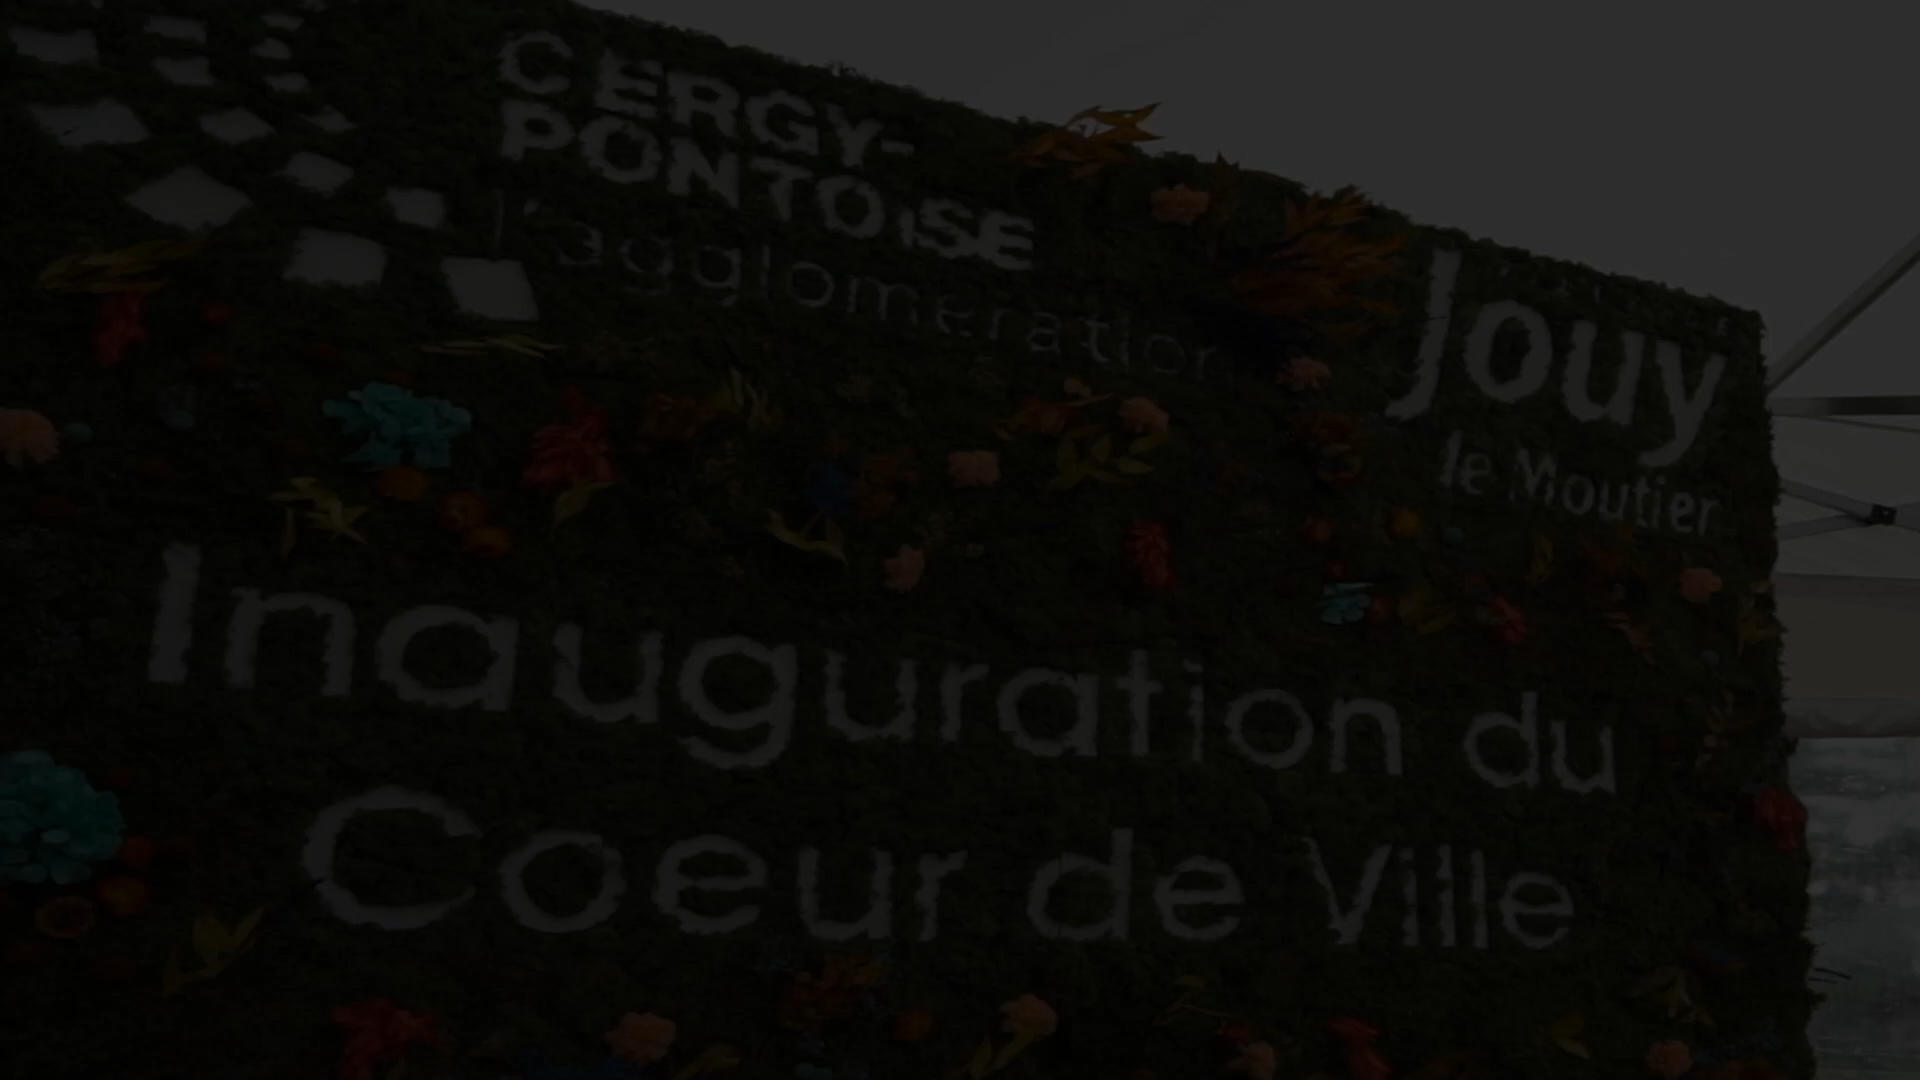 CERGY-
PONTOISE
l'agglomération
Jouy
le Moutier
Inauguration du
Coeur de Ville